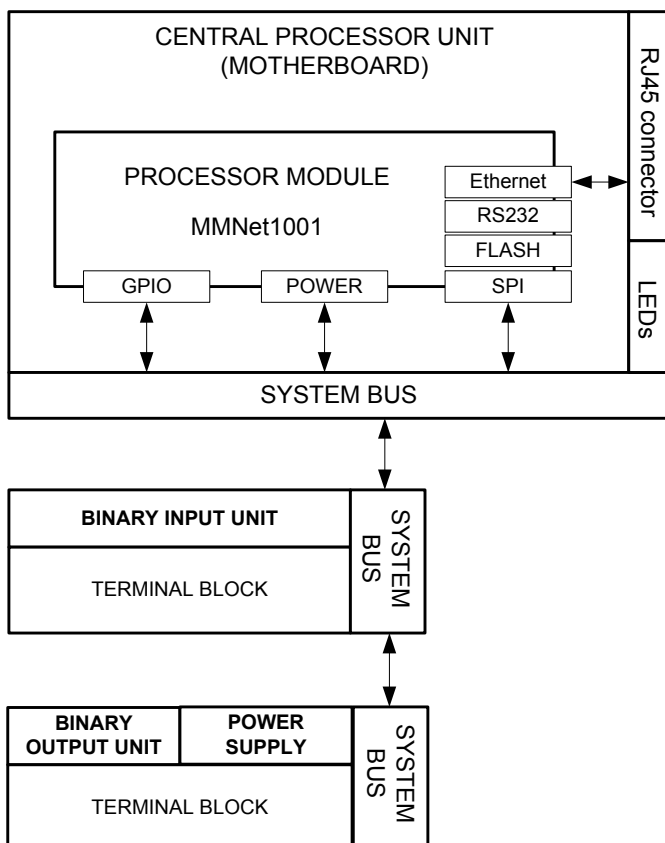 CENTRAL PROCESSOR UNIT
(MOTHERBOARD)
RJ45 connector
PROCESSOR MODULE
MMNet1001
Ethernet
RS232
FLASH
GPIO
POWER
SPI
LEDs
SYSTEM BUS
BINARY INPUT UNIT
TERMINAL BLOCK
SYSTEM
BUS
BINARY
OUTPUT UNIT
POWER
SUPPLY
TERMINAL BLOCK
SYSTEM
BUS